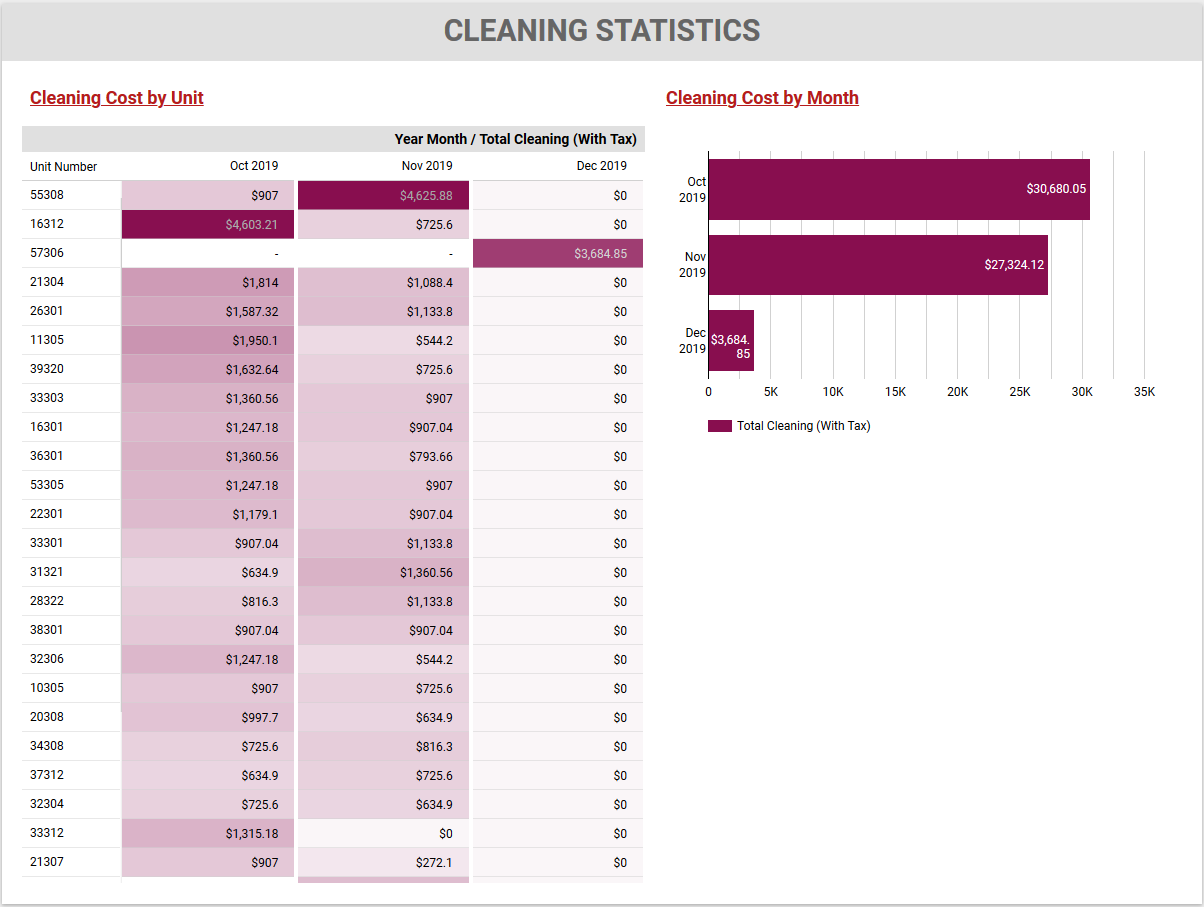 CLEANING STATISTICS
Cleaning Cost by Unit
Year Month / Total Cleaning (With Tax)
Unit Number Oct 2019 Nov 2019 Dec 2019
55308 $907 $4,625.88 $0
16312 $4,603.21 $725.6 $0
57306 - - $3,684.85
21304 $1,814 $1,088.4 $0
26301 $1,587.32 $1,133.8 $0
11305 $1,950.1 $544.2 $0
39320 $1,632.64 $725.6 $0
33303 $1,360.56 $907 $0
16301 $1,247.18 $907.04 $0
36301 $1,360.56 $793.66 $0
53305 $1,247.18 $907 $0
22301 $1,179.1 $907.04 $0
33301 $907.04 $1,133.8 $0
31321 $634.9 $1,360.56 $0
28322 $816.3 $1,133.8 $0
38301 $907.04 $907.04 $0
32306 $1,247.18 $544.2 $0
10305 $907 $725.6 $0
20308 $997.7 $634.9 $0
34308 $725.6 $816.3 $0
37312 $634.9 $725.6 $0
32304 $725.6 $634.9 $0
33312 $1,315.18 $0 $0
21307 $907 $272.1 $0
Cleaning Cost by Month
Oct
2019
$30,680.05
Nov
2019
$27,324.12
Dec
2019
$3,684.
85
0 5K 10K 15K 20K 25K 30K 35K
Total Cleaning (With Tax)